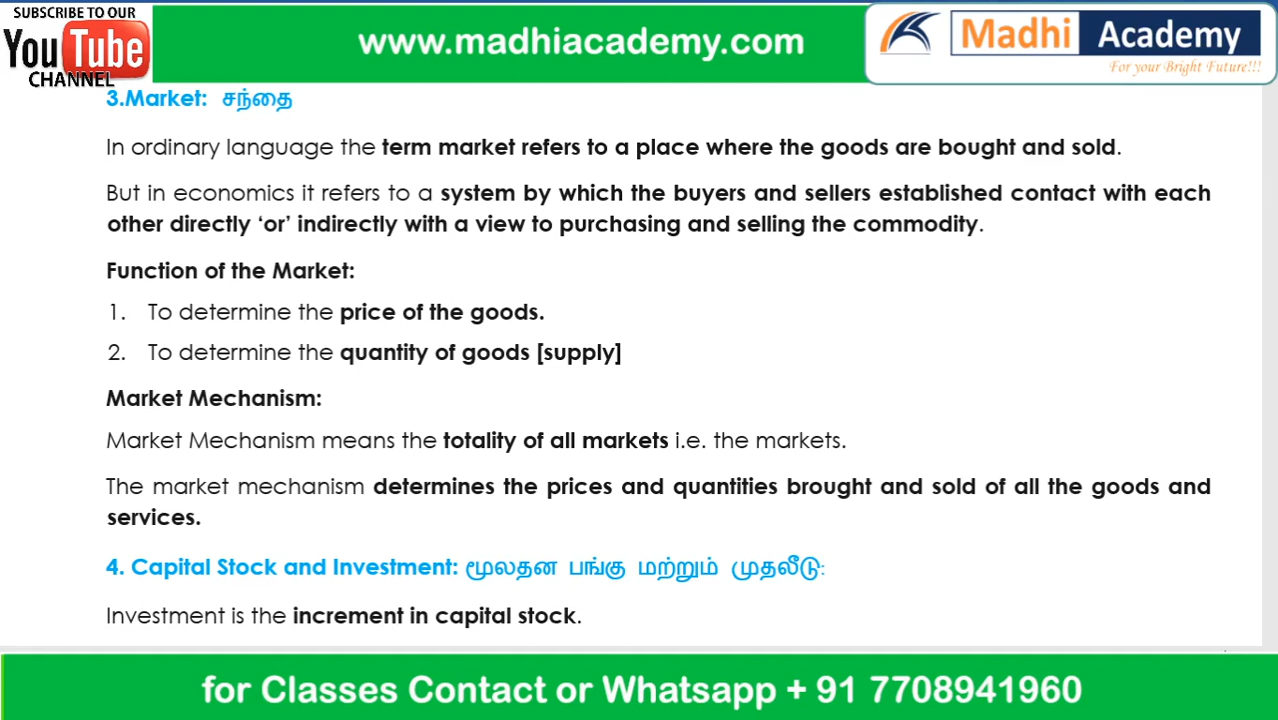 SUBSCRIBE TO OUR
YouTube
CHANNEL
www.madhiacademy.com
Madhi Academy
For your Bright Future!!!
3.Market: சந்தை
In ordinary language the term market refers to a place where the goods are bought and sold.
But in economics it refers to a system by which the buyers and sellers established contact with each
other directly ‘or’ indirectly with a view to purchasing and selling the commodity.
Function of the Market:
1. To determine the price of the goods.
2. To determine the quantity of goods [supply]
Market Mechanism:
Market Mechanism means the totality of all markets i.e. the markets.
The market mechanism determines the prices and quantities brought and sold of all the goods and
services.
4. Capital Stock and Investment: மூலதன பங்கு மற்றும் முதலீடு:
Investment is the increment in capital stock.
for Classes Contact or Whatsapp + 91 7708941960